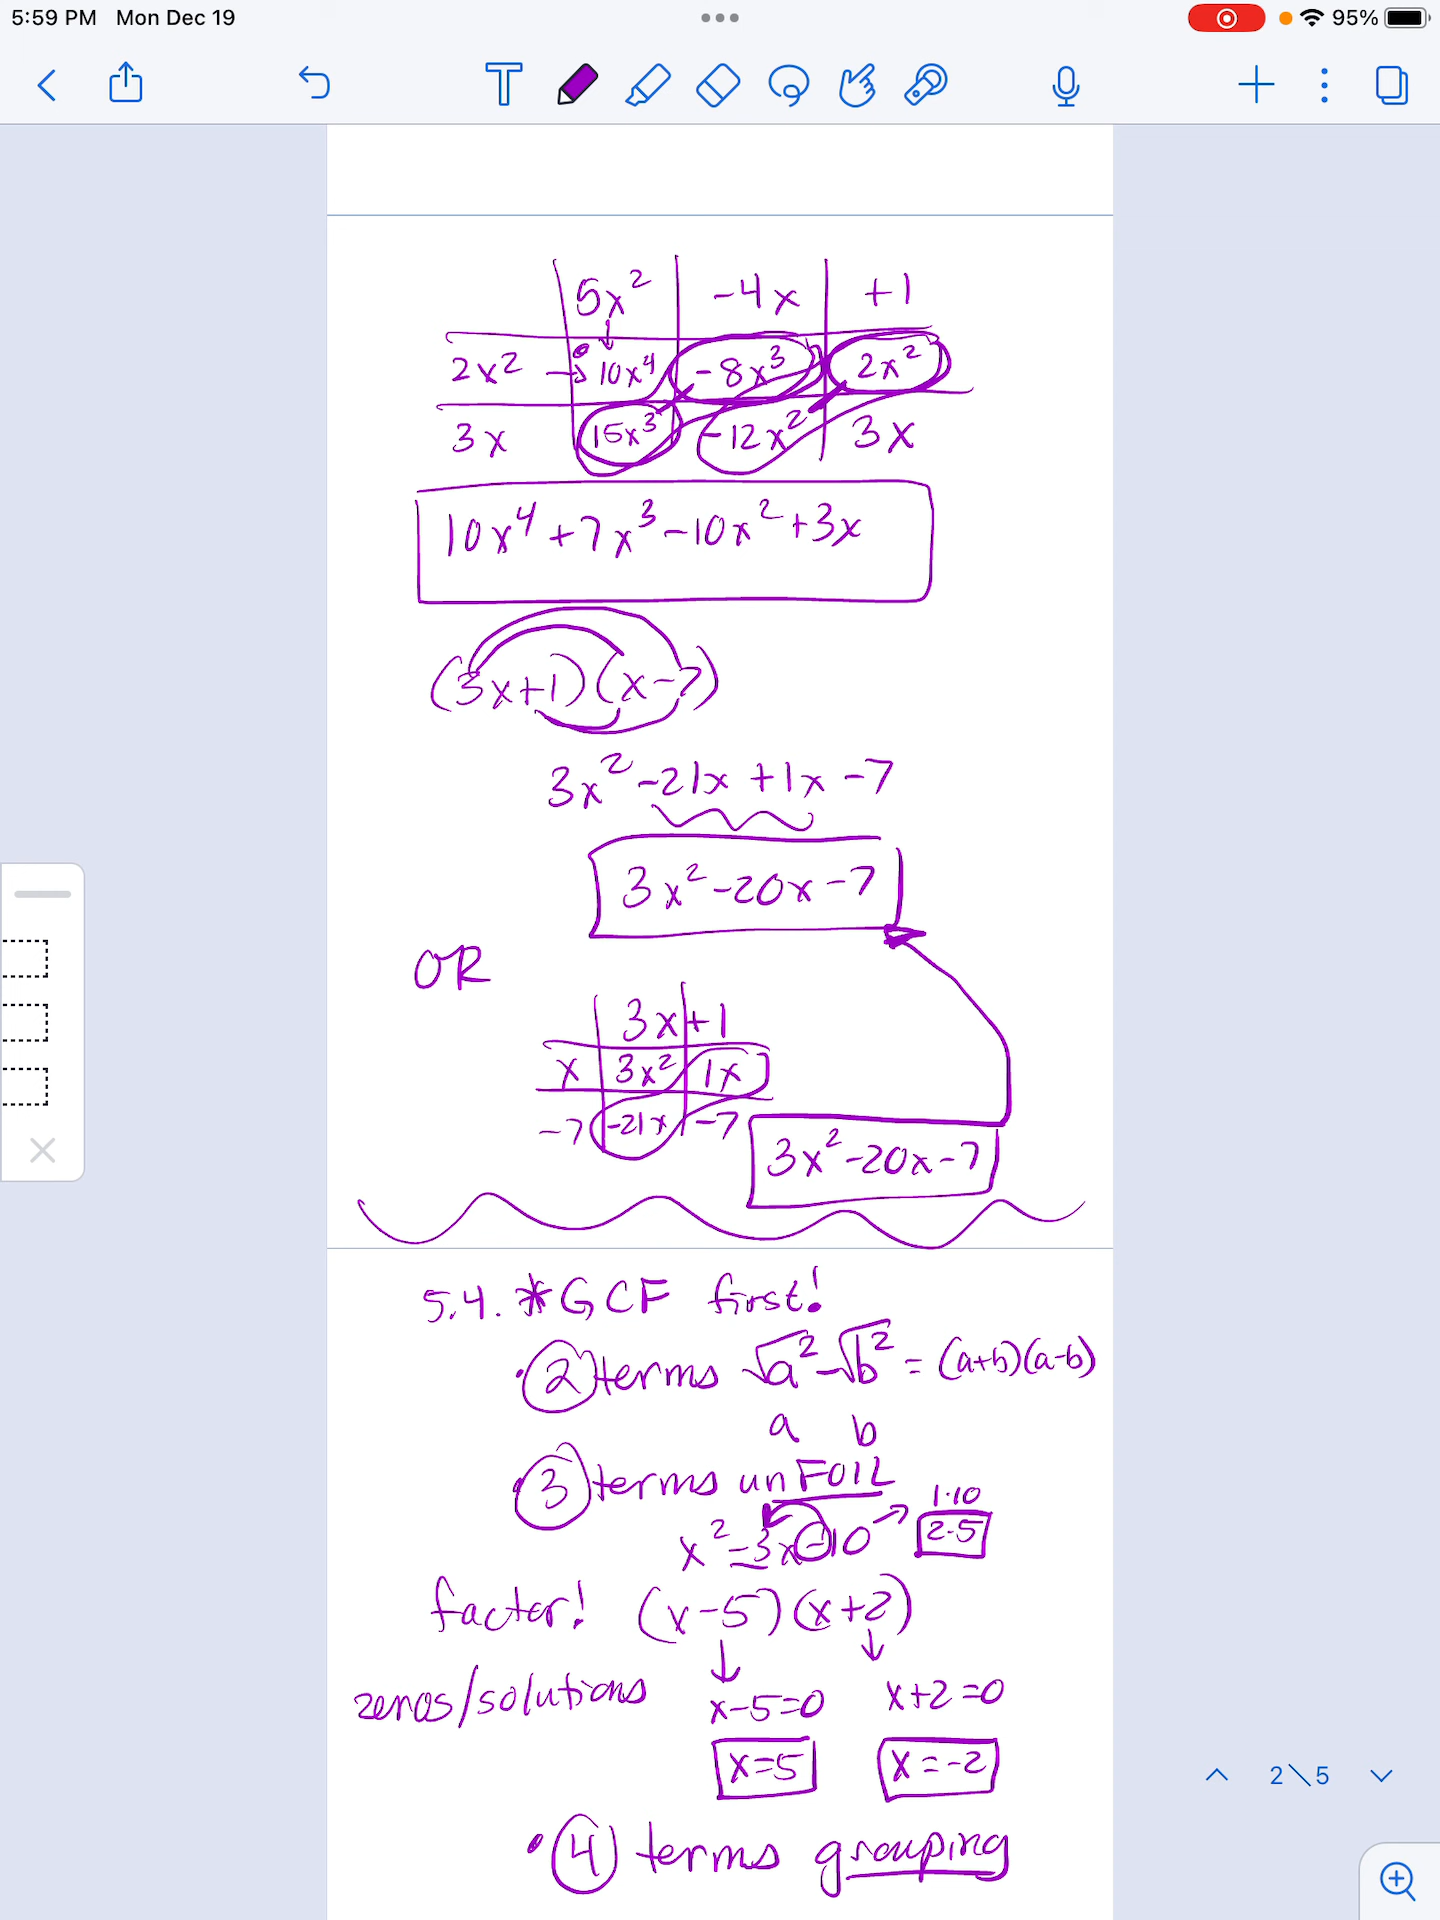 5:59 PM Mon Dec 19
95%
T
5x² -4x +1
2x² → 10x⁴ -8x³ 2x²
3x 15x³ -12x² 3x
10x⁴+7x³-10x²+3x
(3x+1)(x-7)
3x²-21x+1x-7
3x²-20x-7
OR
3x +1
x 3x² 1x
-7 -21x -7
3x²-20x-7
5.4. *GCF first!
• 2 terms √a²-√b² = (a+b)(a-b)
a b
• 3 terms unFOIL
1·10
x²-3x-10 → 2·5
factor! (x-5)(x+2)
zeros/solutions x-5=0 x+2=0
x=5 x=-2
• 4 terms grouping
2\5